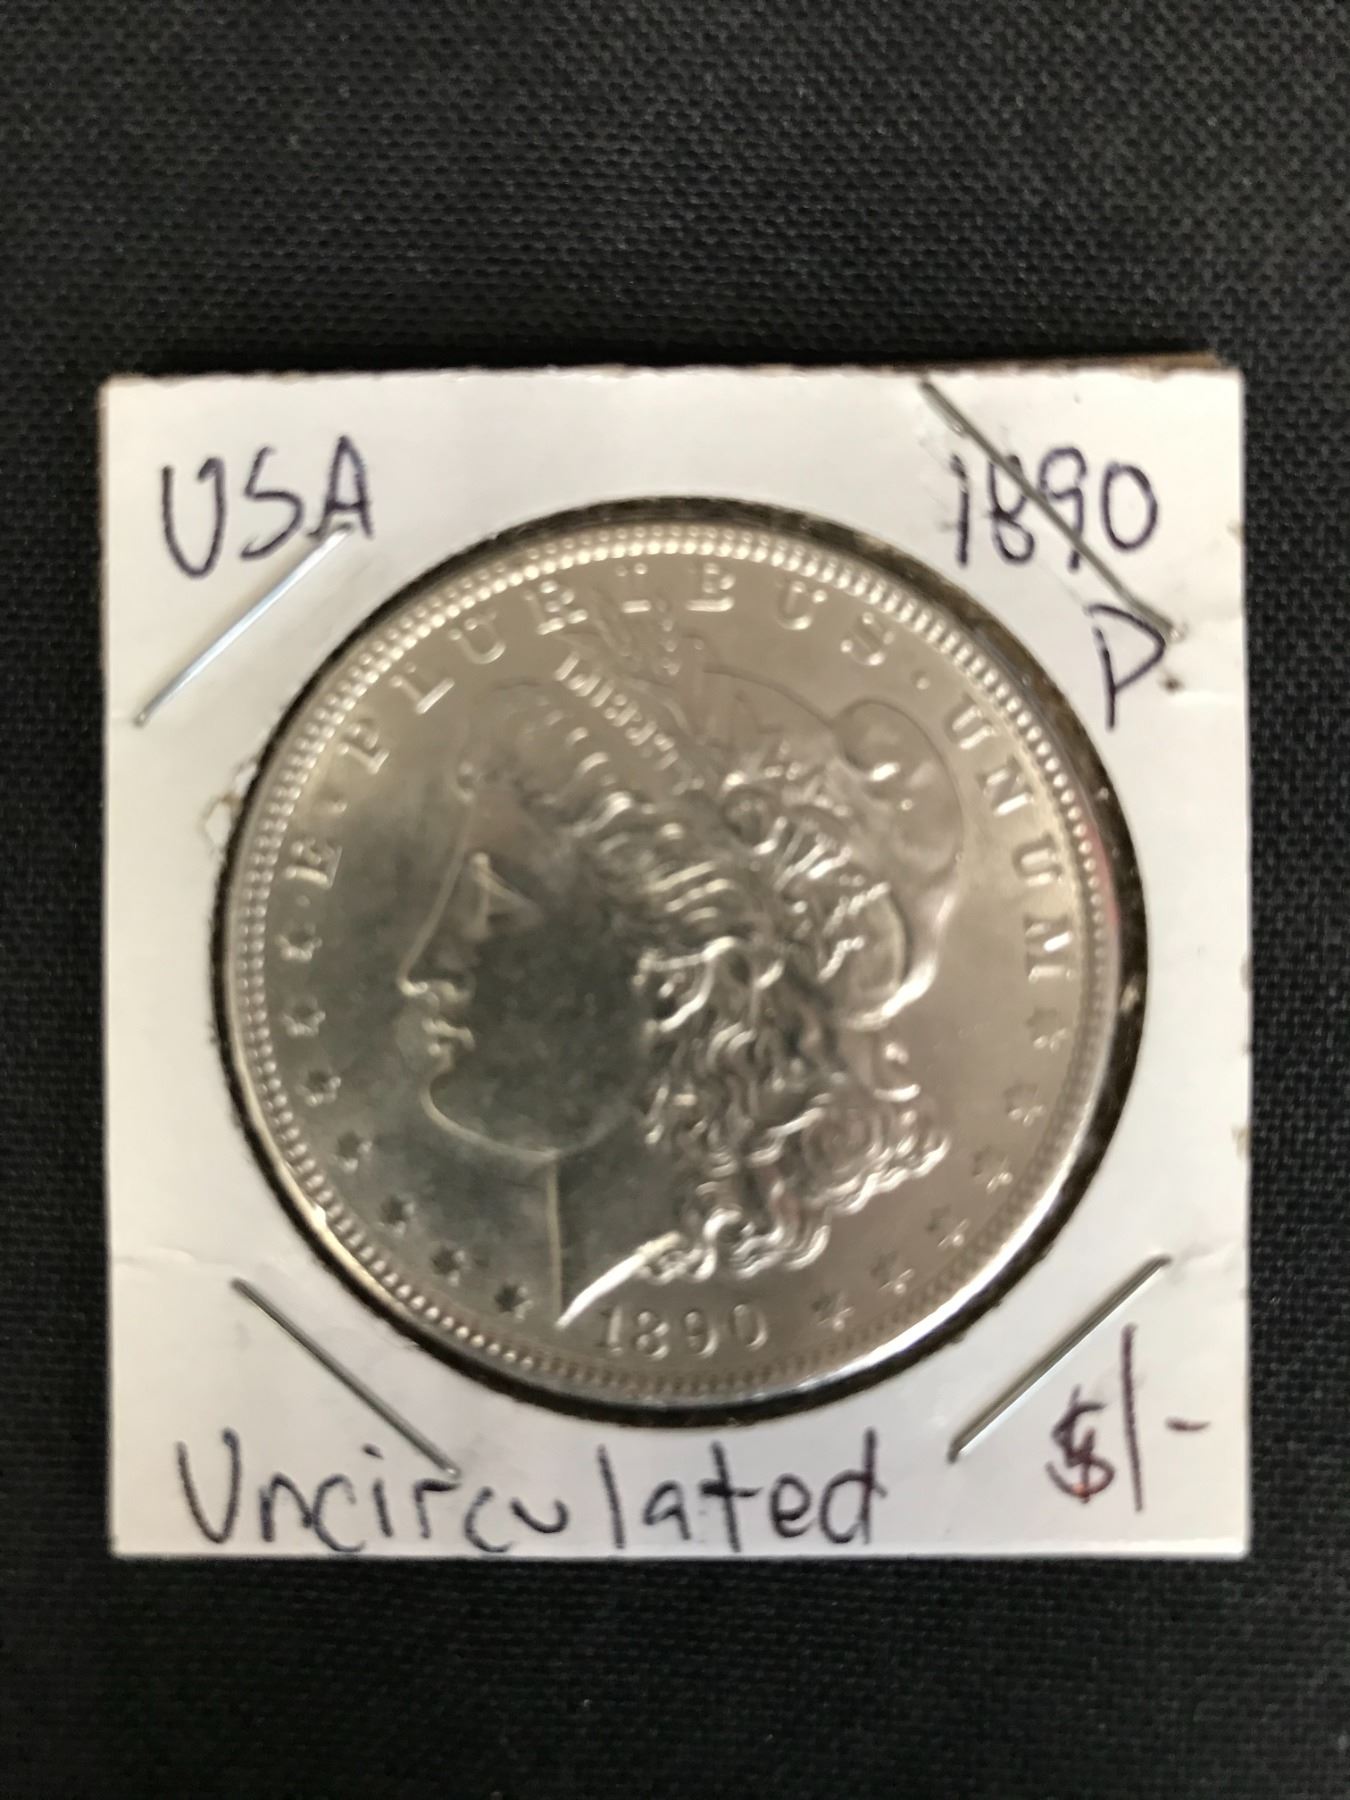 USA
1890
P
E·PLURIBUS·UNUM
LIBERTY
1890
Uncirculated
$1-